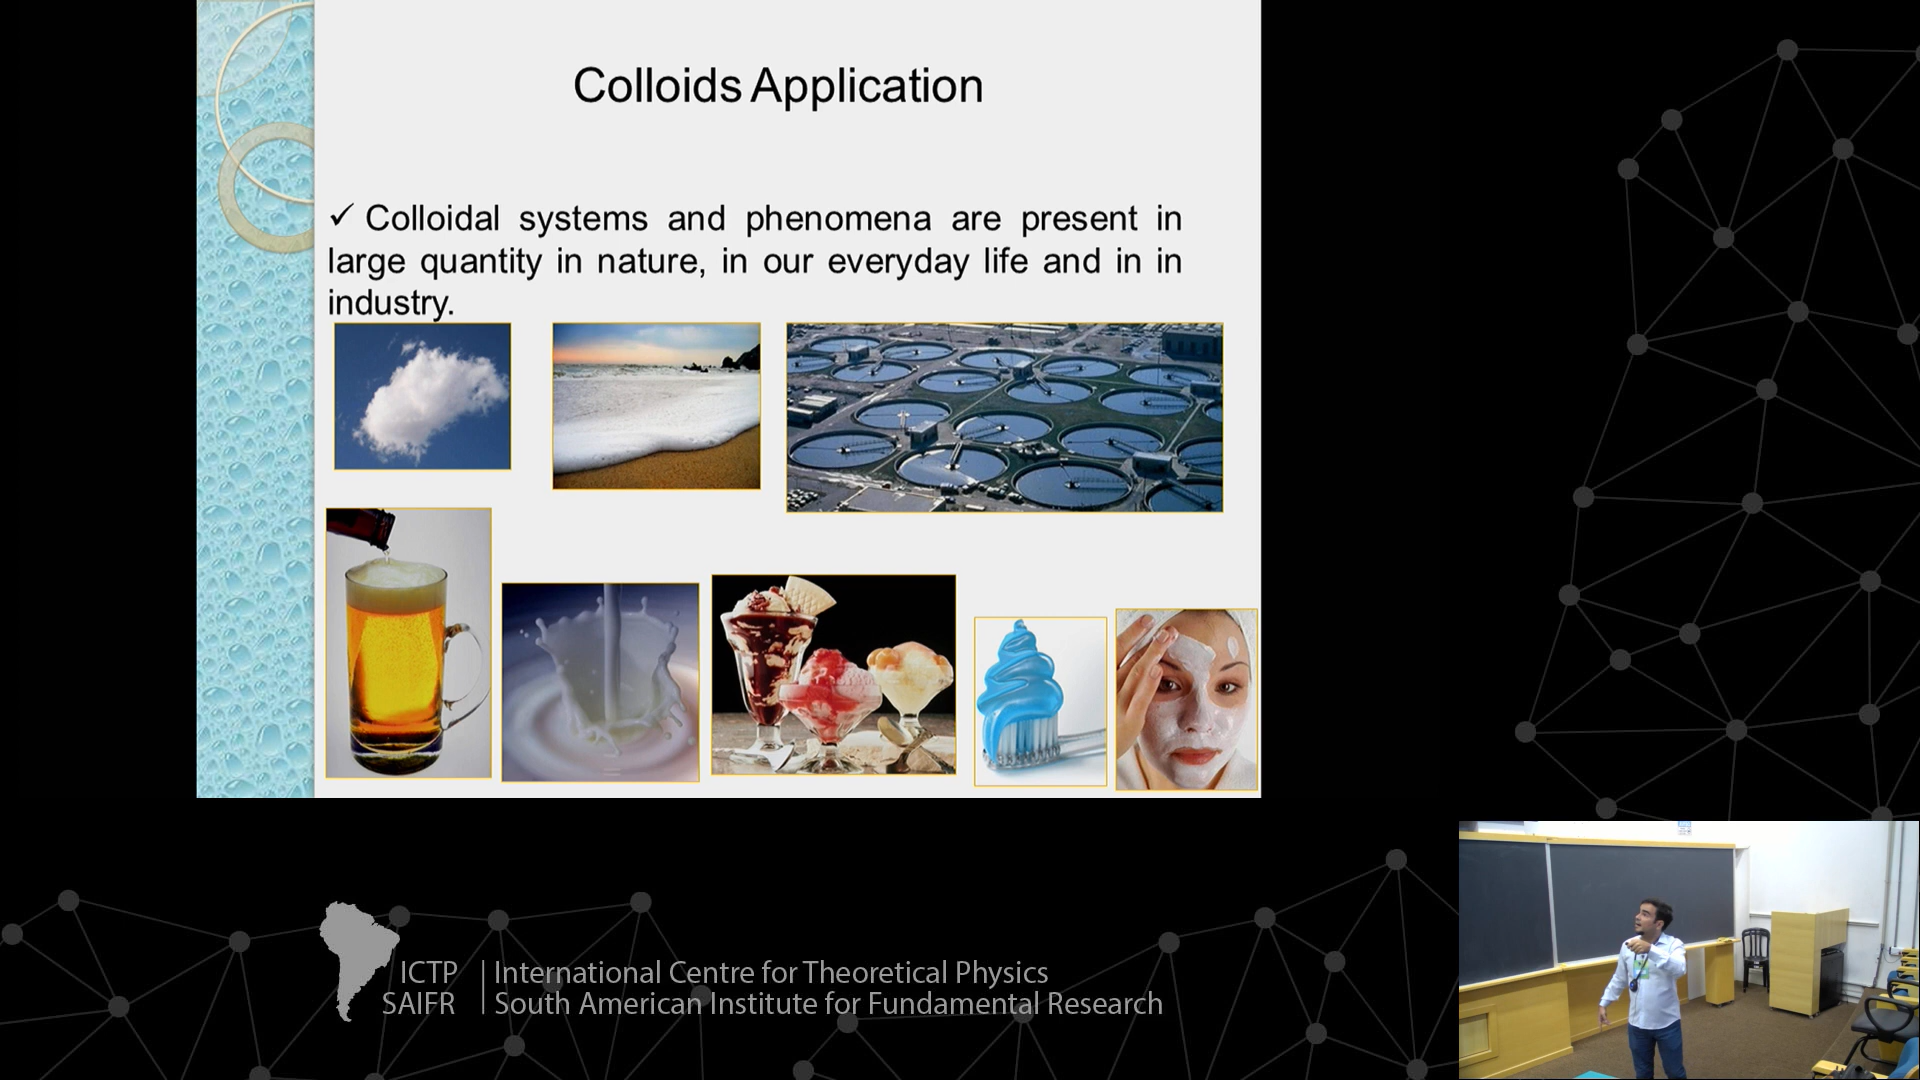 Colloids Application
✓ Colloidal systems and phenomena are present in
large quantity in nature, in our everyday life and in in
industry.
ICTP | International Centre for Theoretical Physics
SAIFR | South American Institute for Fundamental Research